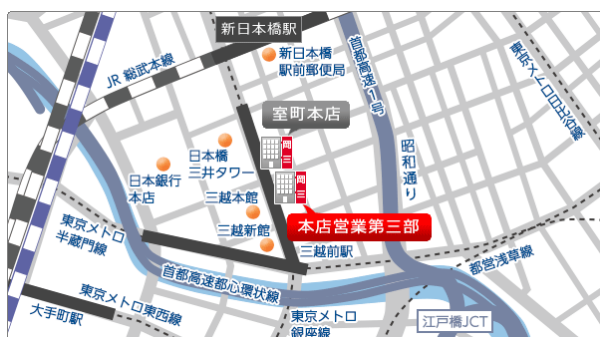 新日本橋駅
新日本橋
駅前郵便局
JR 総武本線
首都高速1号
東京メトロ日比谷線
室町本店
岡三
日本橋
三井タワー
昭和通り
日本銀行
本店
岡三
三越本館
三越新館
本店営業第三部
東京メトロ
半蔵門線
三越前駅
都営浅草線
首都高速都心環状線
東京メトロ東西線
大手町駅
東京メトロ
銀座線
江戸橋JCT